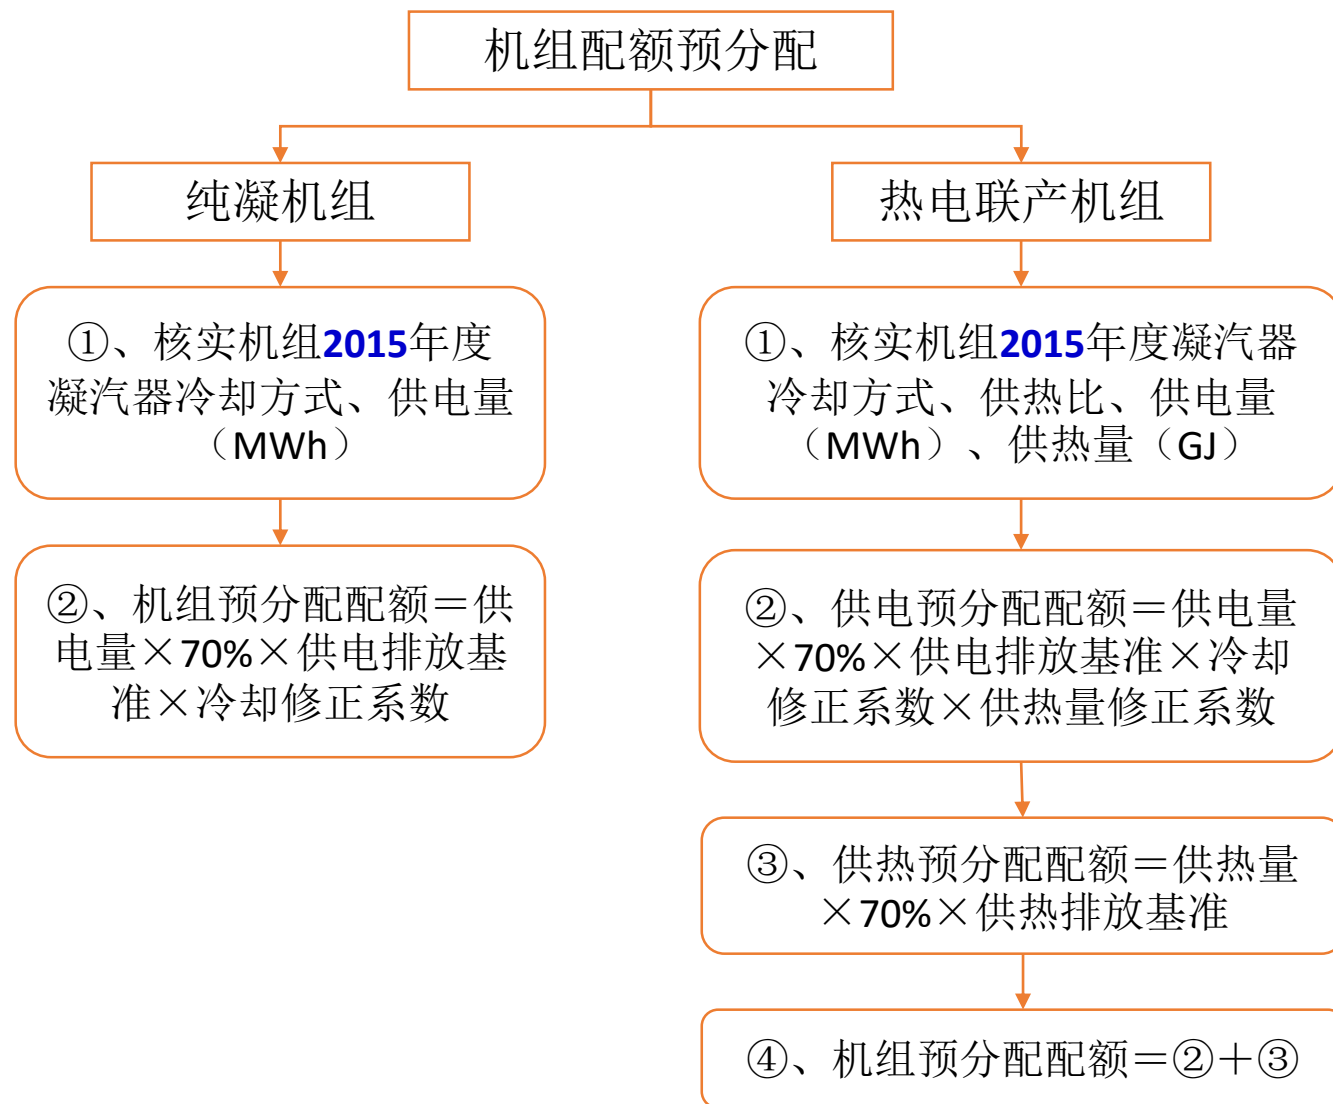 机组配额预分配
纯凝机组
①、核实机组2015年度
凝汽器冷却方式、供电量
（MWh）
②、机组预分配配额＝供
电量×70%×供电排放基
准×冷却修正系数
热电联产机组
①、核实机组2015年度凝汽器
冷却方式、供热比、供电量
（MWh）、供热量（GJ）
②、供电预分配配额＝供电量
×70%×供电排放基准×冷却
修正系数×供热量修正系数
③、供热预分配配额＝供热量
×70%×供热排放基准
④、机组预分配配额＝②＋③